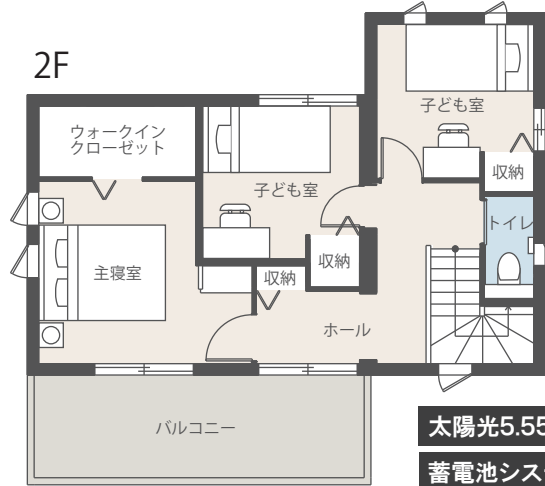 2F
子ども室
ウォークイン
クローゼット
収納
子ども室
トイレ
主寝室
収納
収納
ホール
バルコニー
太陽光5.55
蓄電池シス